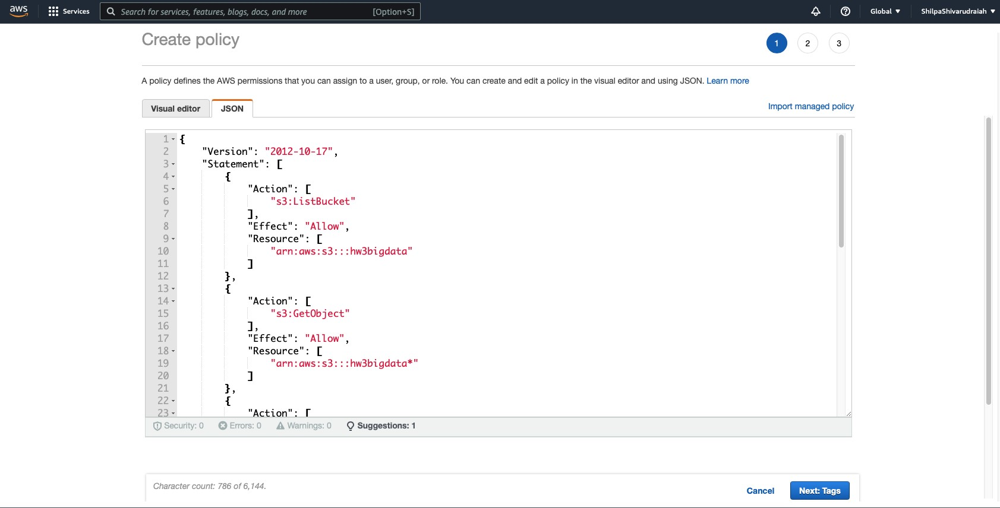 aws Services Search for services, features, blogs, docs, and more [Option+S] Global ▼ ShilpaShivarudraiah ▼
Create policy 1 2 3
A policy defines the AWS permissions that you can assign to a user, group, or role. You can create and edit a policy in the visual editor and using JSON. Learn more
Visual editor JSON Import managed policy
1 {
2 "Version": "2012-10-17",
3 "Statement": [
4 {
5 "Action": [
6 "s3:ListBucket"
7 ],
8 "Effect": "Allow",
9 "Resource": [
10 "arn:aws:s3:::hw3bigdata"
11 ]
12 },
13 {
14 "Action": [
15 "s3:GetObject"
16 ],
17 "Effect": "Allow",
18 "Resource": [
19 "arn:aws:s3:::hw3bigdata*"
20 ]
21 },
22 {
23 "Action": [
Security: 0 Errors: 0 Warnings: 0 Suggestions: 1
Character count: 786 of 6,144.
Cancel Next: Tags